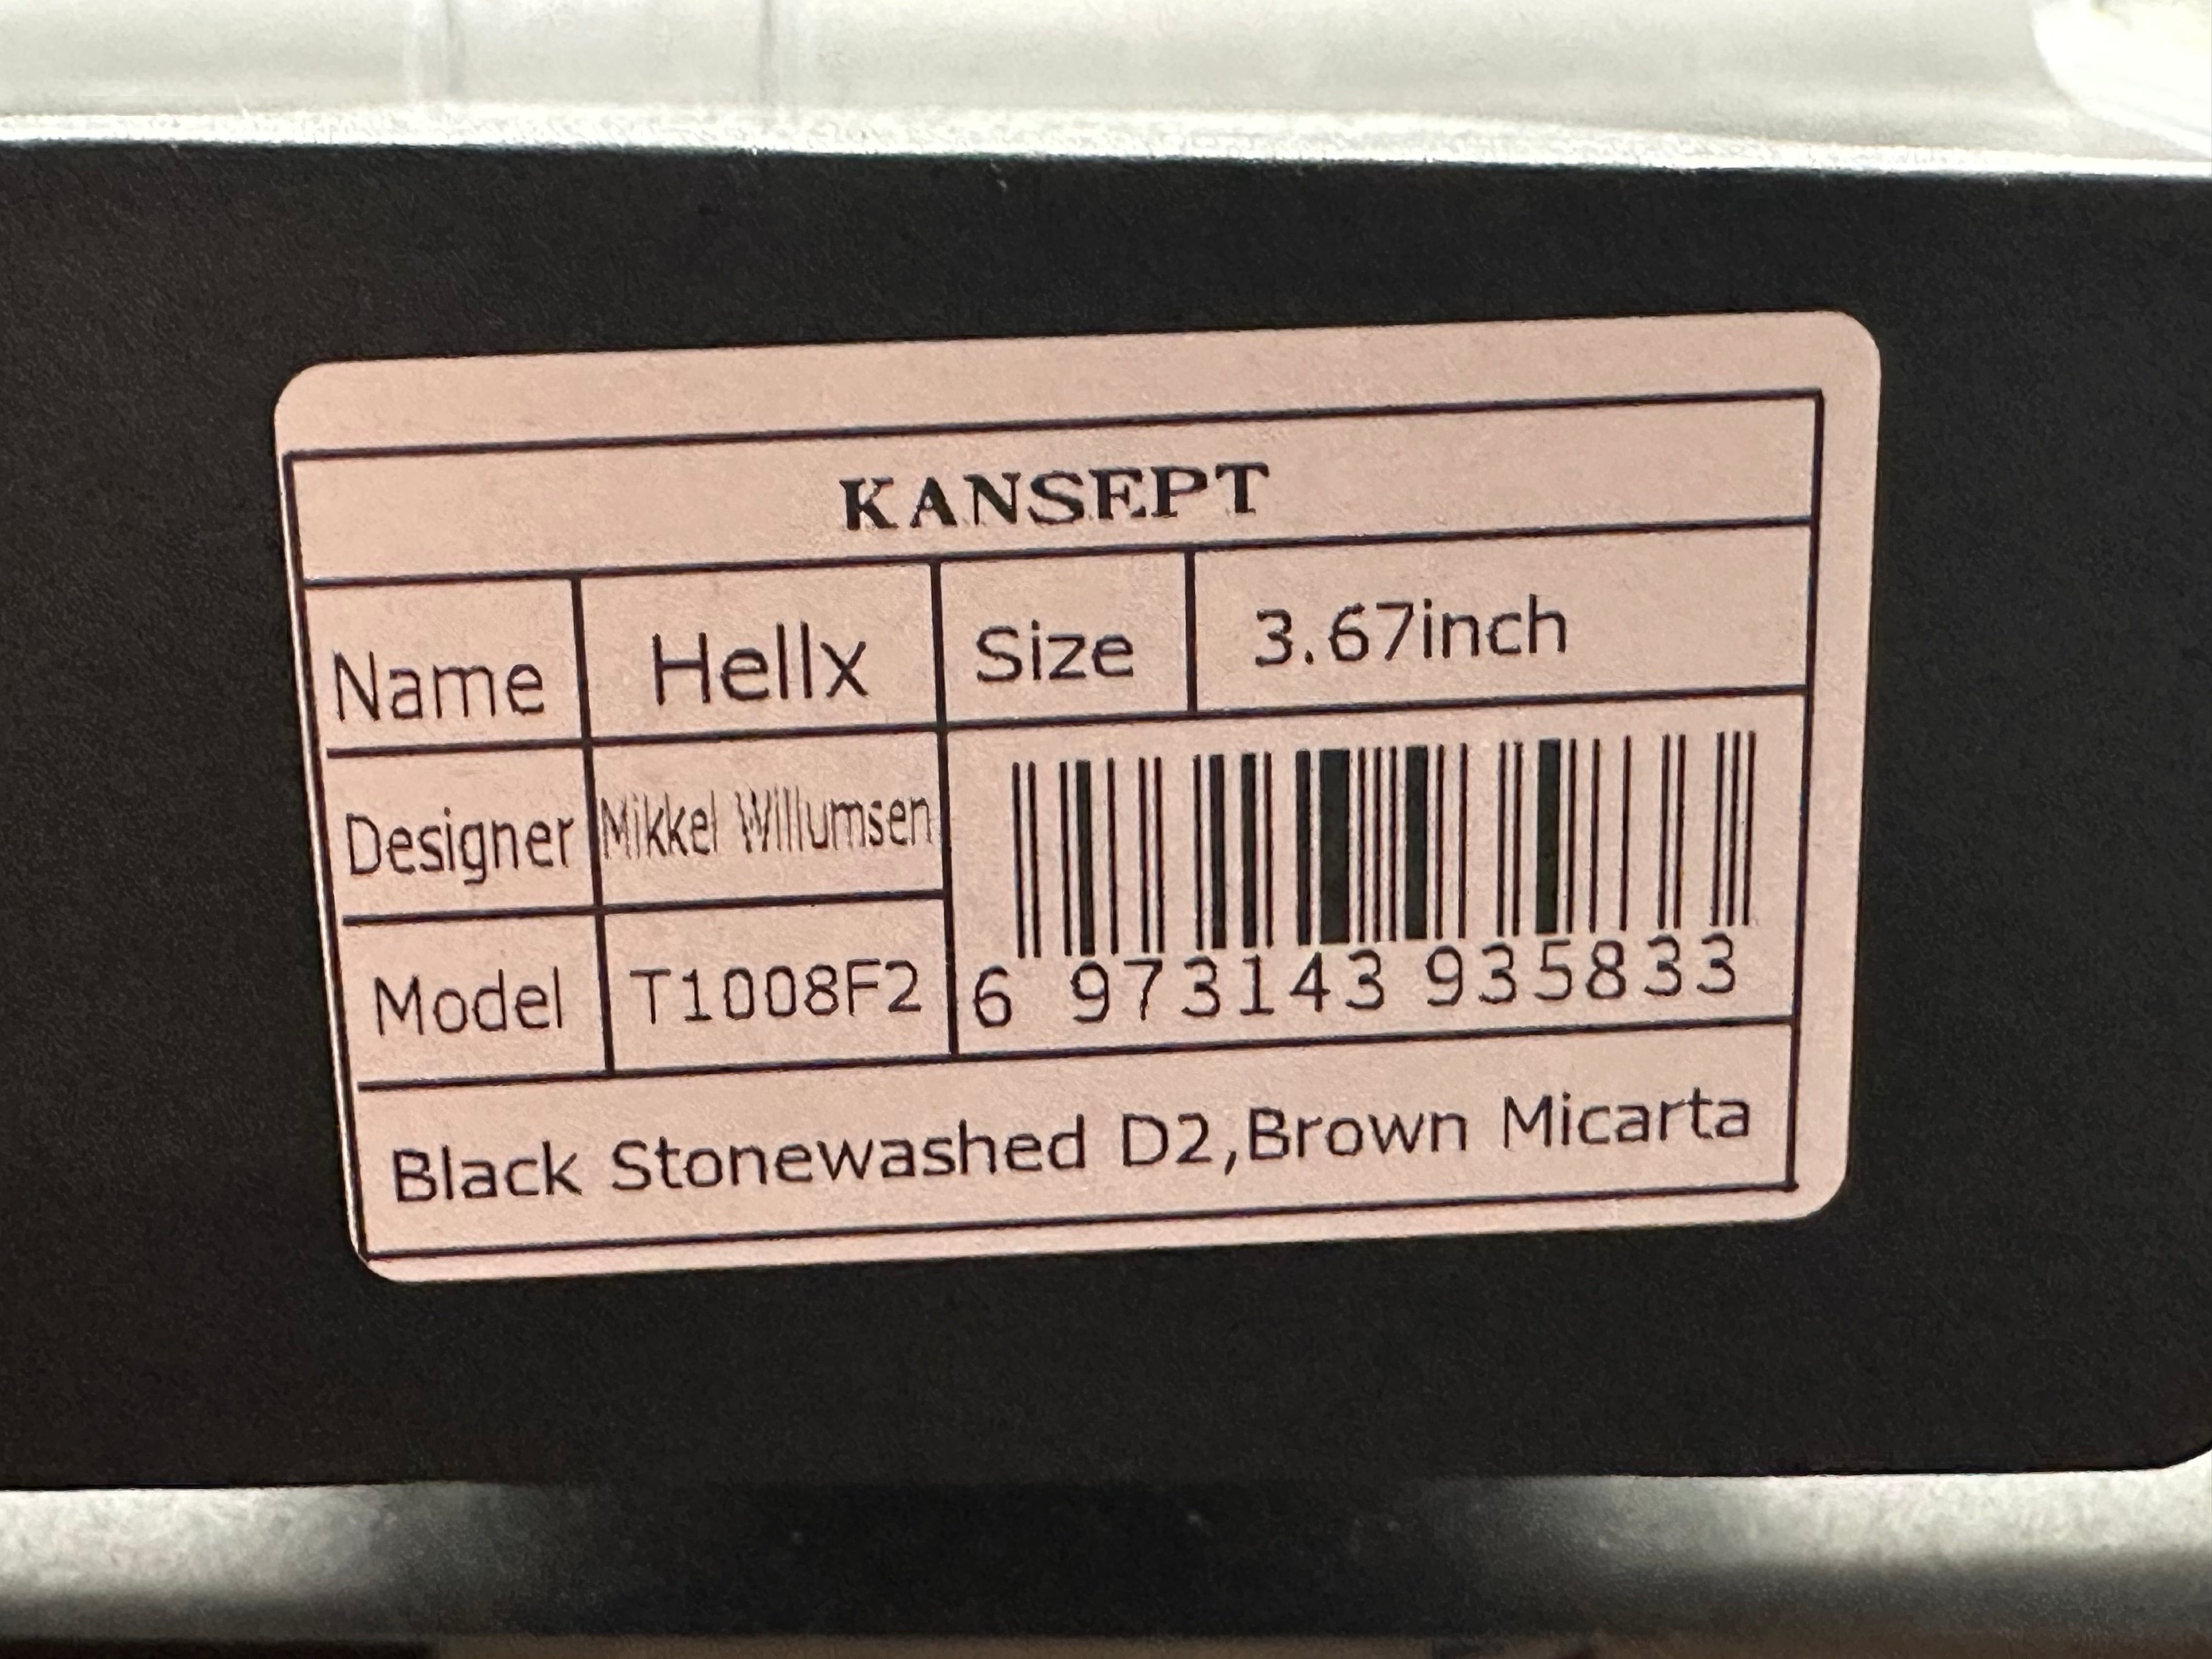 KANSEPT
Name Hellx Size 3.67inch
Designer Mikkel Willumsen
Model T1008F2 6 973143 935833
Black Stonewashed D2,Brown Micarta